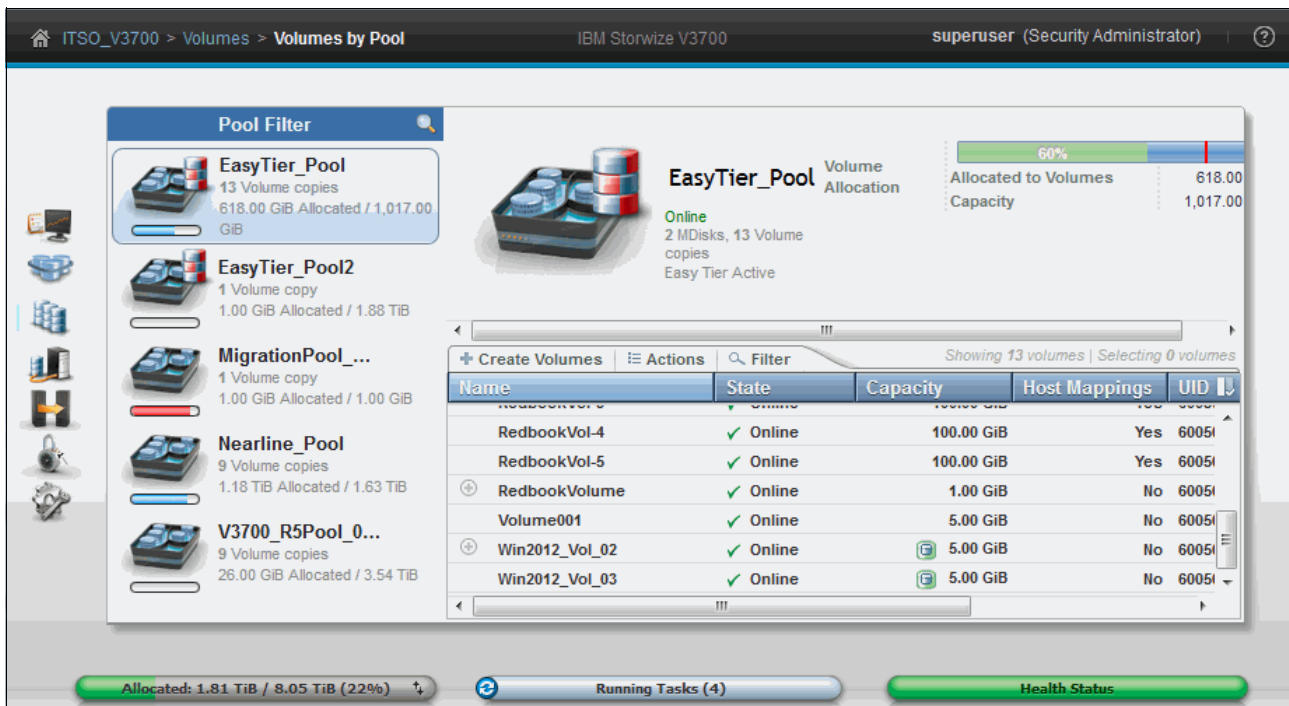 ITSO_V3700 > Volumes > Volumes by Pool
IBM Storwize V3700
superuser (Security Administrator)
?
Pool Filter
EasyTier_Pool
13 Volume copies
618.00 GiB Allocated / 1,017.00
GiB
EasyTier_Pool2
1 Volume copy
1.00 GiB Allocated / 1.88 TiB
MigrationPool_...
1 Volume copy
1.00 GiB Allocated / 1.00 GiB
Nearline_Pool
9 Volume copies
1.18 TiB Allocated / 1.63 TiB
V3700_R5Pool_0...
9 Volume copies
26.00 GiB Allocated / 3.54 TiB
EasyTier_Pool
Online
2 MDisks, 13 Volume
copies
Easy Tier Active
Volume
Allocation
60%
Allocated to Volumes 618.00
Capacity 1,017.00
Create Volumes Actions Filter Showing 13 volumes | Selecting 0 volumes
Name State Capacity Host Mappings UID
RedbookVol-4 Online 100.00 GiB Yes 6005
RedbookVol-5 Online 100.00 GiB Yes 6005
RedbookVolume Online 1.00 GiB No 6005
Volume001 Online 5.00 GiB No 6005
Win2012_Vol_02 Online 5.00 GiB No 6005
Win2012_Vol_03 Online 5.00 GiB No 6005
Allocated: 1.81 TiB / 8.05 TiB (22%)
Running Tasks (4)
Health Status